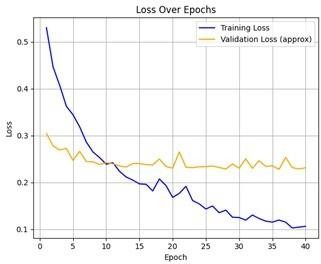 Loss Over Epochs
Training Loss
Validation Loss (approx)
Loss
0.5
0.4
0.3
0.2
0.1
0 5 10 15 20 25 30 35 40
Epoch